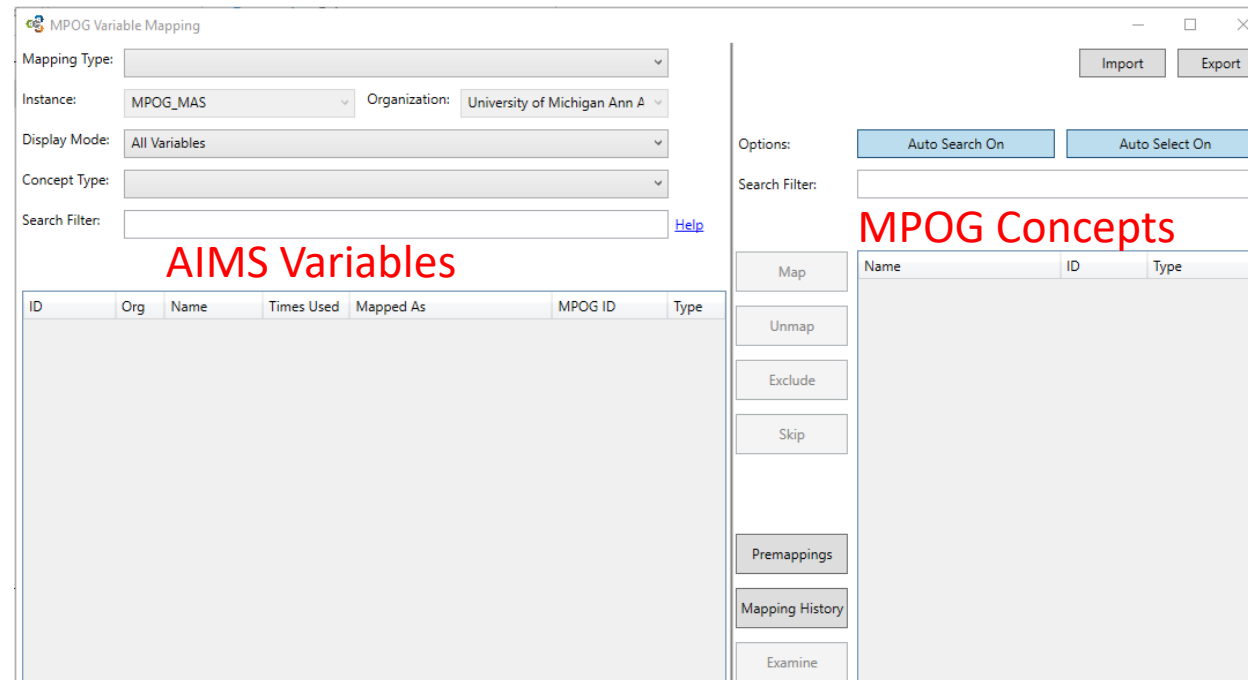 MPOG Variable Mapping
Mapping Type:
Import
Export
Instance:
MPOG_MAS
Organization:
University of Michigan Ann A
Display Mode:
All Variables
Options:
Auto Search On
Auto Select On
Concept Type:
Search Filter:
Search Filter:
Help
AIMS Variables
MPOG Concepts
ID Org Name Times Used Mapped As MPOG ID Type
Map
Unmap
Exclude
Skip
Premappings
Mapping History
Examine
Name ID Type